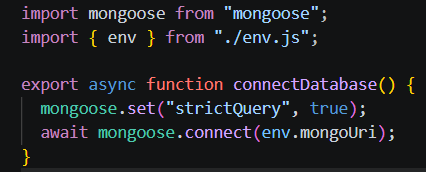 import mongoose from "mongoose";
import { env } from "./env.js";

export async function connectDatabase() {
  mongoose.set("strictQuery", true);
  await mongoose.connect(env.mongoUri);
}